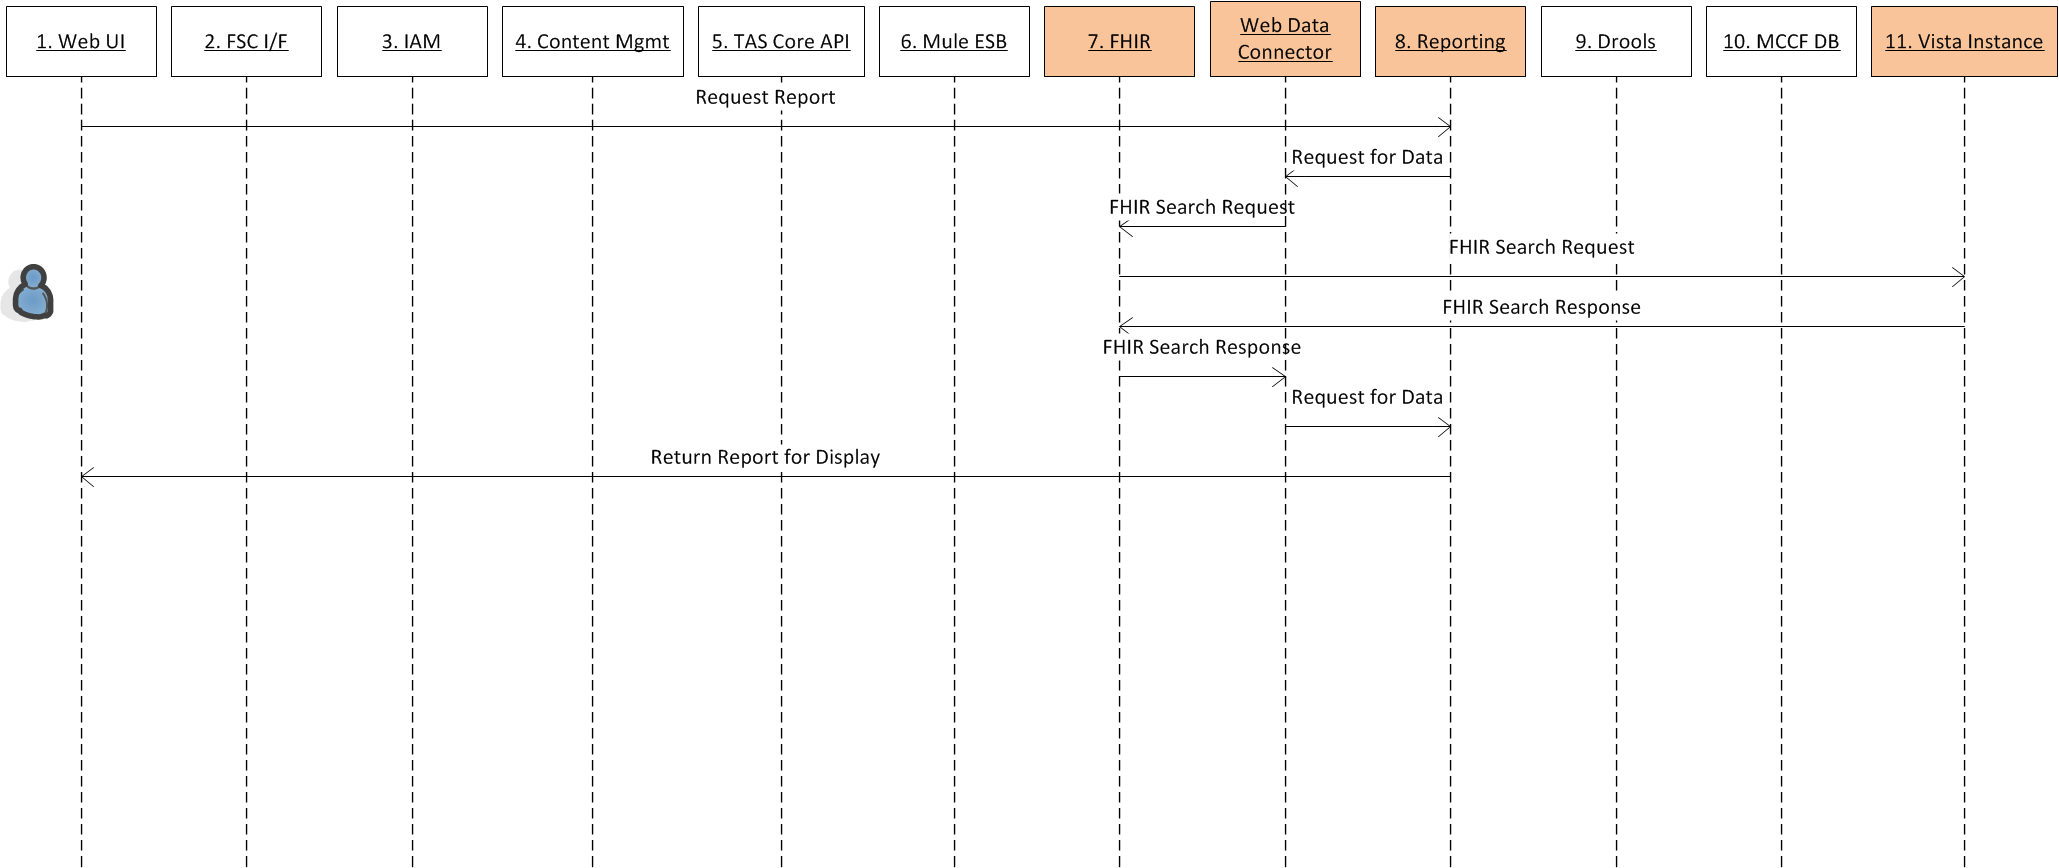 1. Web UI
2. FSC I/F
3. IAM
4. Content Mgmt
5. TAS Core API
6. Mule ESB
7. FHIR
Web Data
Connector
8. Reporting
9. Drools
10. MCCF DB
11. Vista Instance
Request Report
Request for Data
FHIR Search Request
FHIR Search Request
FHIR Search Response
FHIR Search Response
Request for Data
Return Report for Display